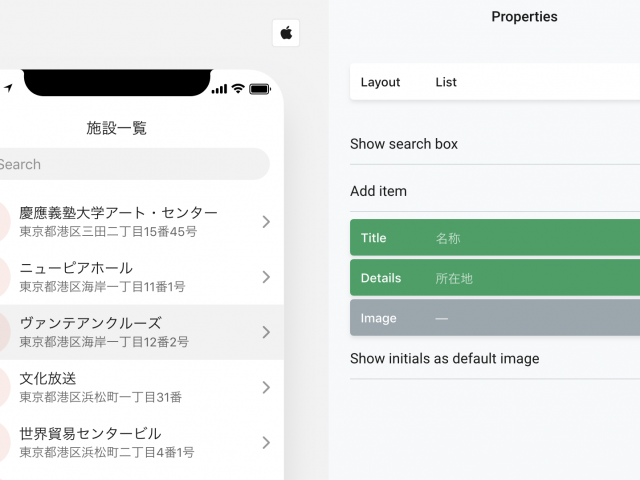 施設一覧
Search
慶應義塾大学アート・センター
東京都港区三田二丁目15番45号
ニューピアホール
東京都港区海岸一丁目11番1号
ヴァンテアンクルーズ
東京都港区海岸一丁目12番2号
文化放送
東京都港区浜松町一丁目31番
世界貿易センタービル
東京都港区浜松町二丁目4番1号
Properties
Layout List
Show search box
Add item
Title 名称
Details 所在地
Image —
Show initials as default image